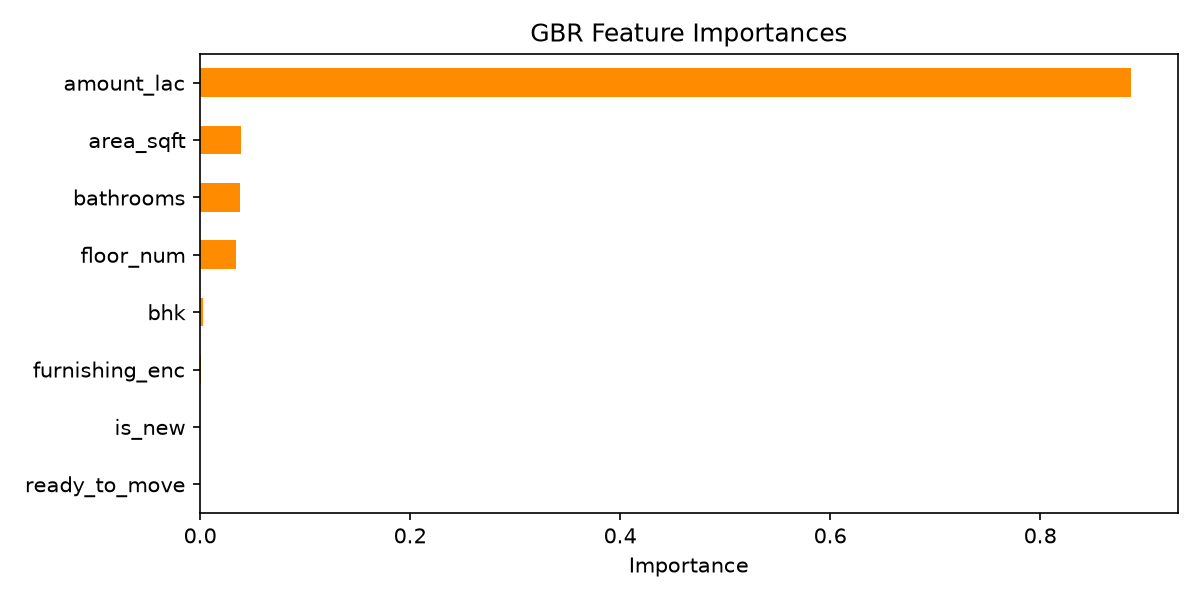 GBR Feature Importances
amount_lac
area_sqft
bathrooms
floor_num
bhk
furnishing_enc
is_new
ready_to_move
0.0 0.2 0.4 0.6 0.8
Importance